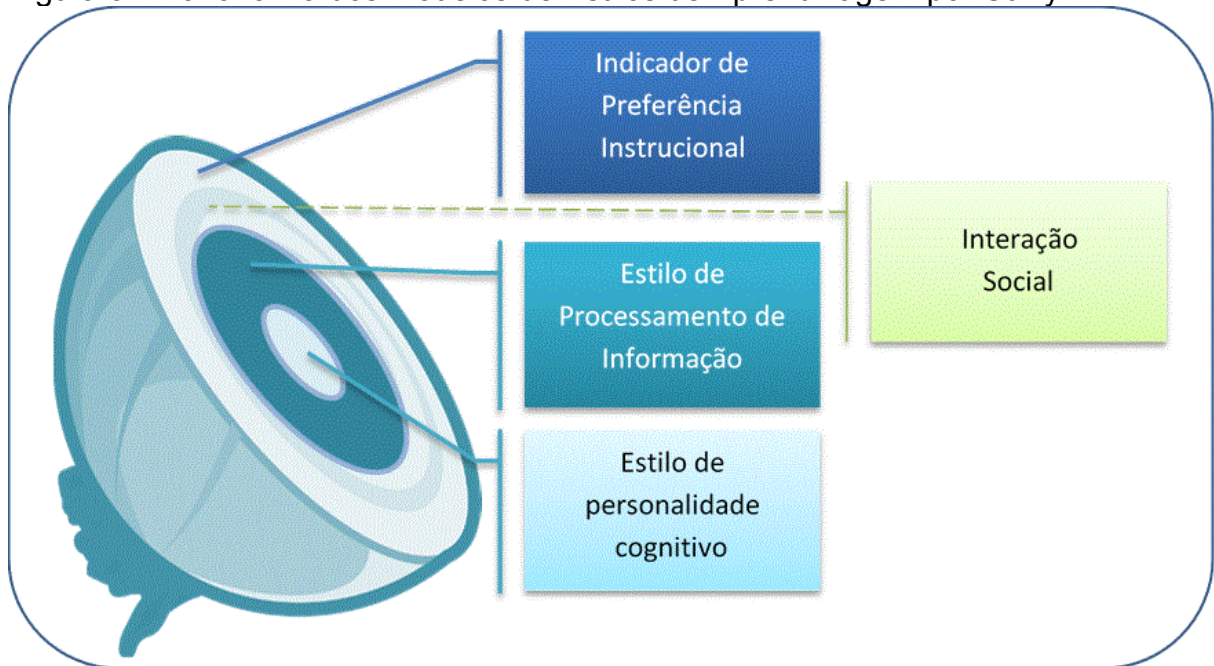 Indicador de
Preferência
Instrucional
Interação
Social
Estilo de
Processamento de
Informação
Estilo de
personalidade
cognitivo